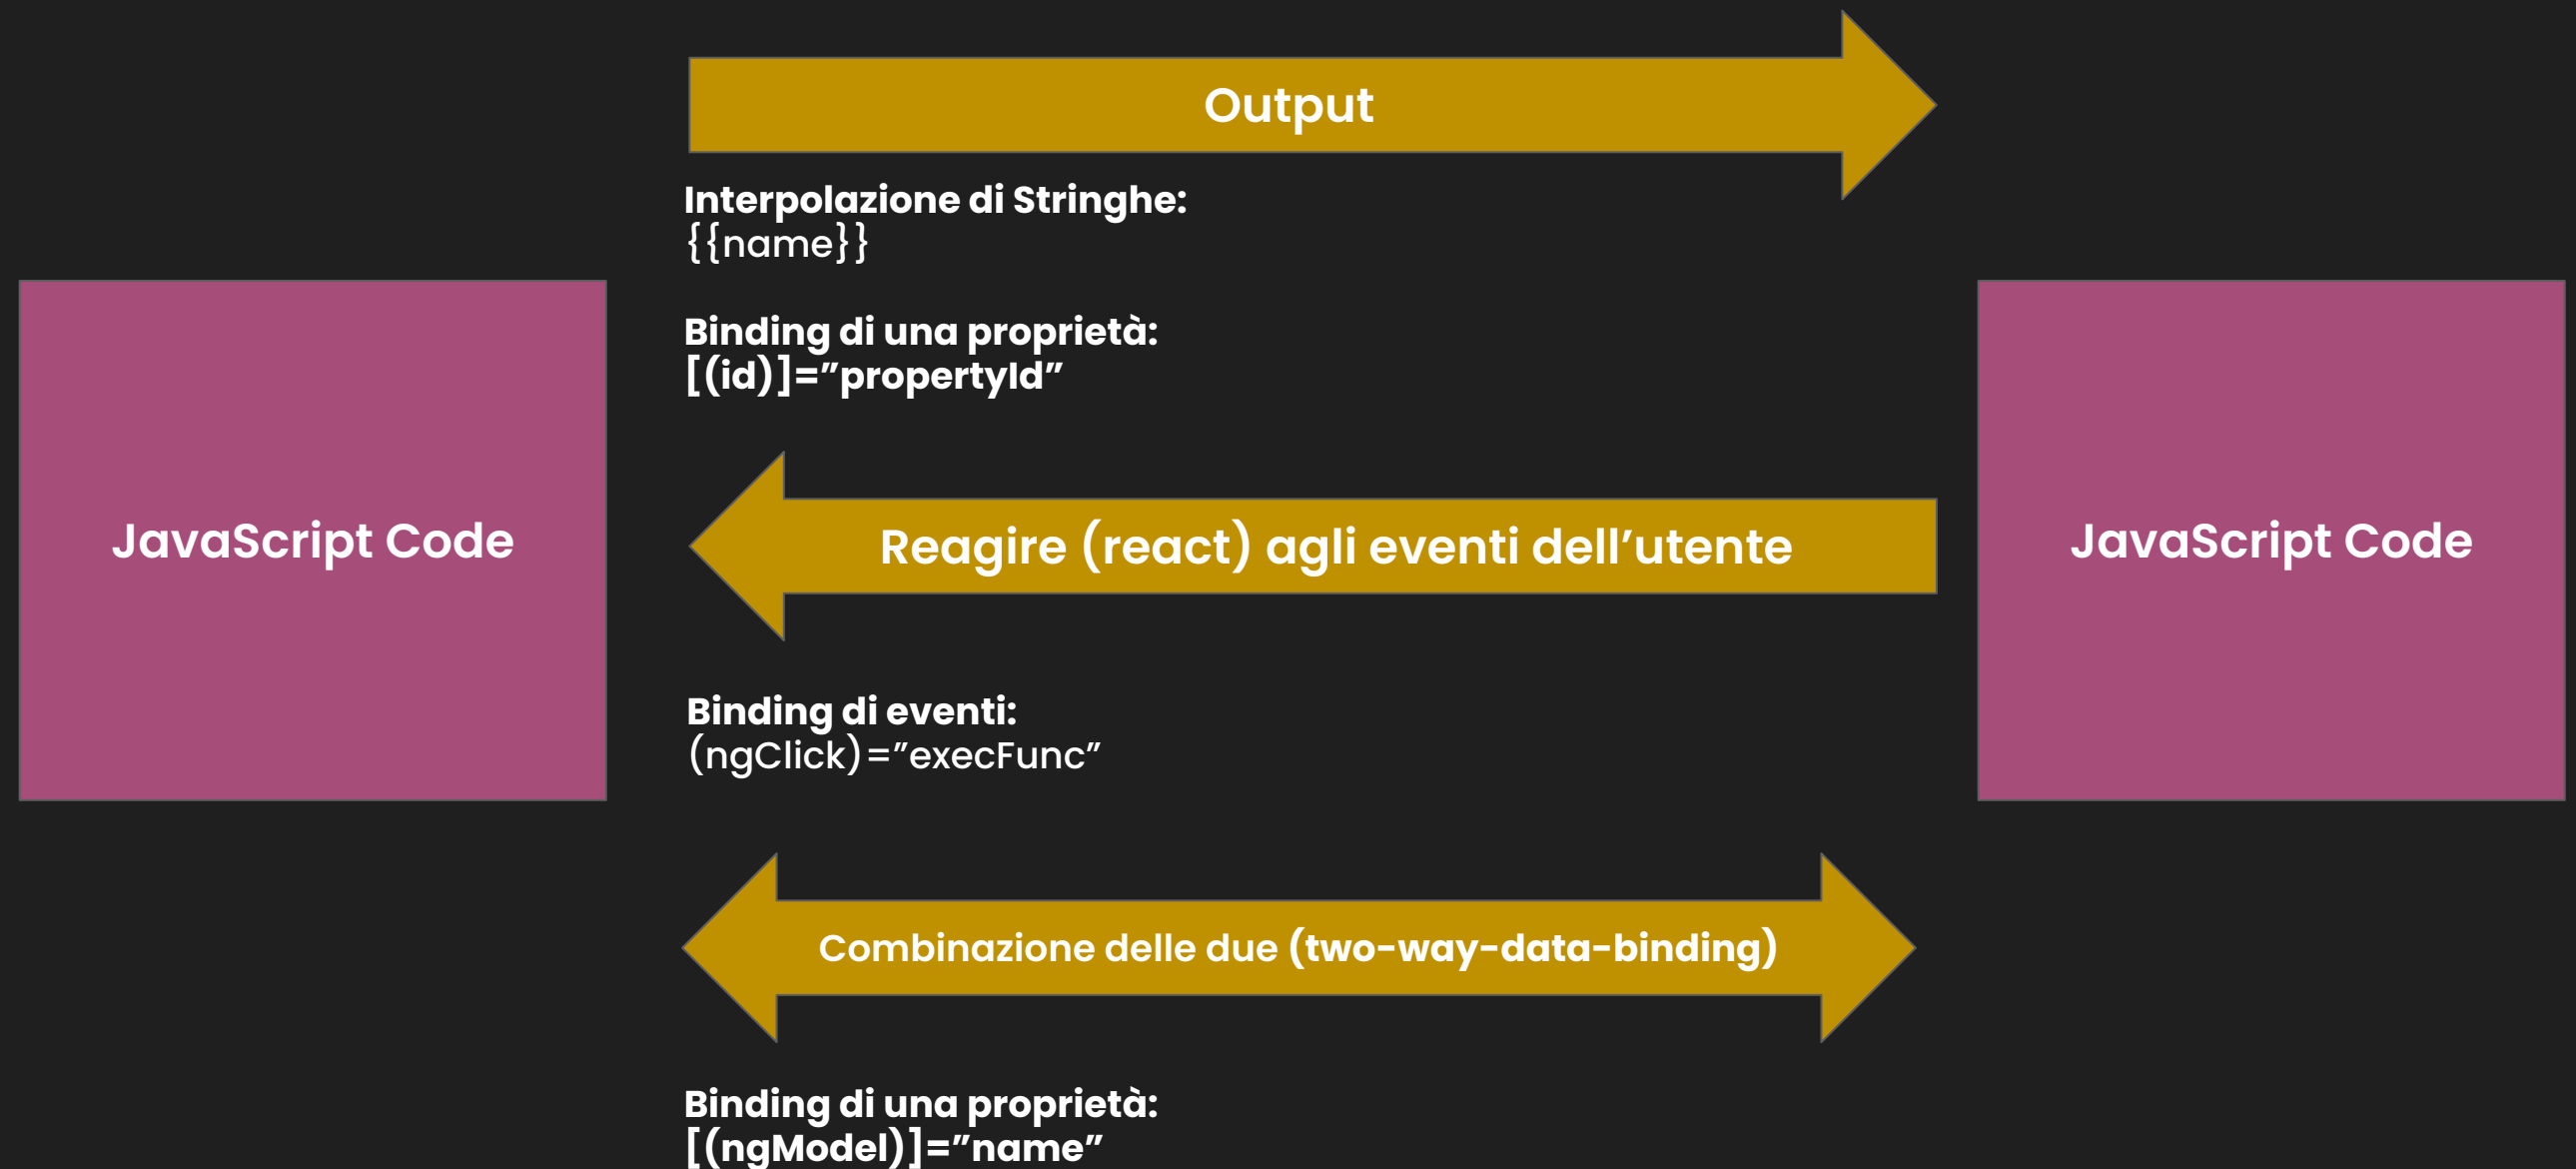 Output
Interpolazione di Stringhe:
{{name}}
Binding di una proprietà:
[(id)]=”propertyId”
JavaScript Code
Reagire (react) agli eventi dell’utente
JavaScript Code
Binding di eventi:
(ngClick)=”execFunc”
Combinazione delle due (two-way-data-binding)
Binding di una proprietà:
[(ngModel)]=”name”